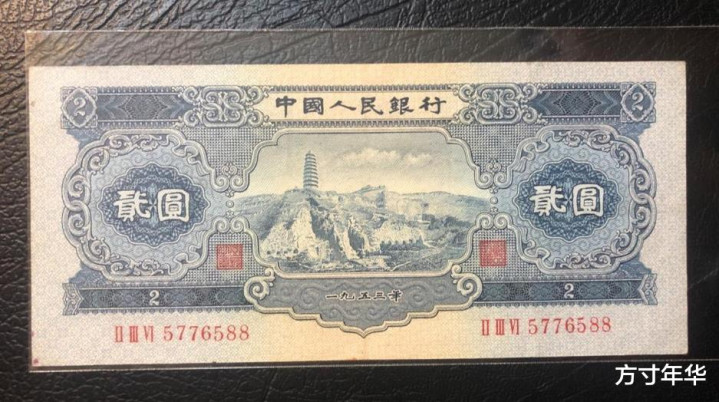 2 中國人民銀行 2
貳圓 貳圓
一九五三年
2 2
II III VI 5776588 II III VI 5776588
方寸年华